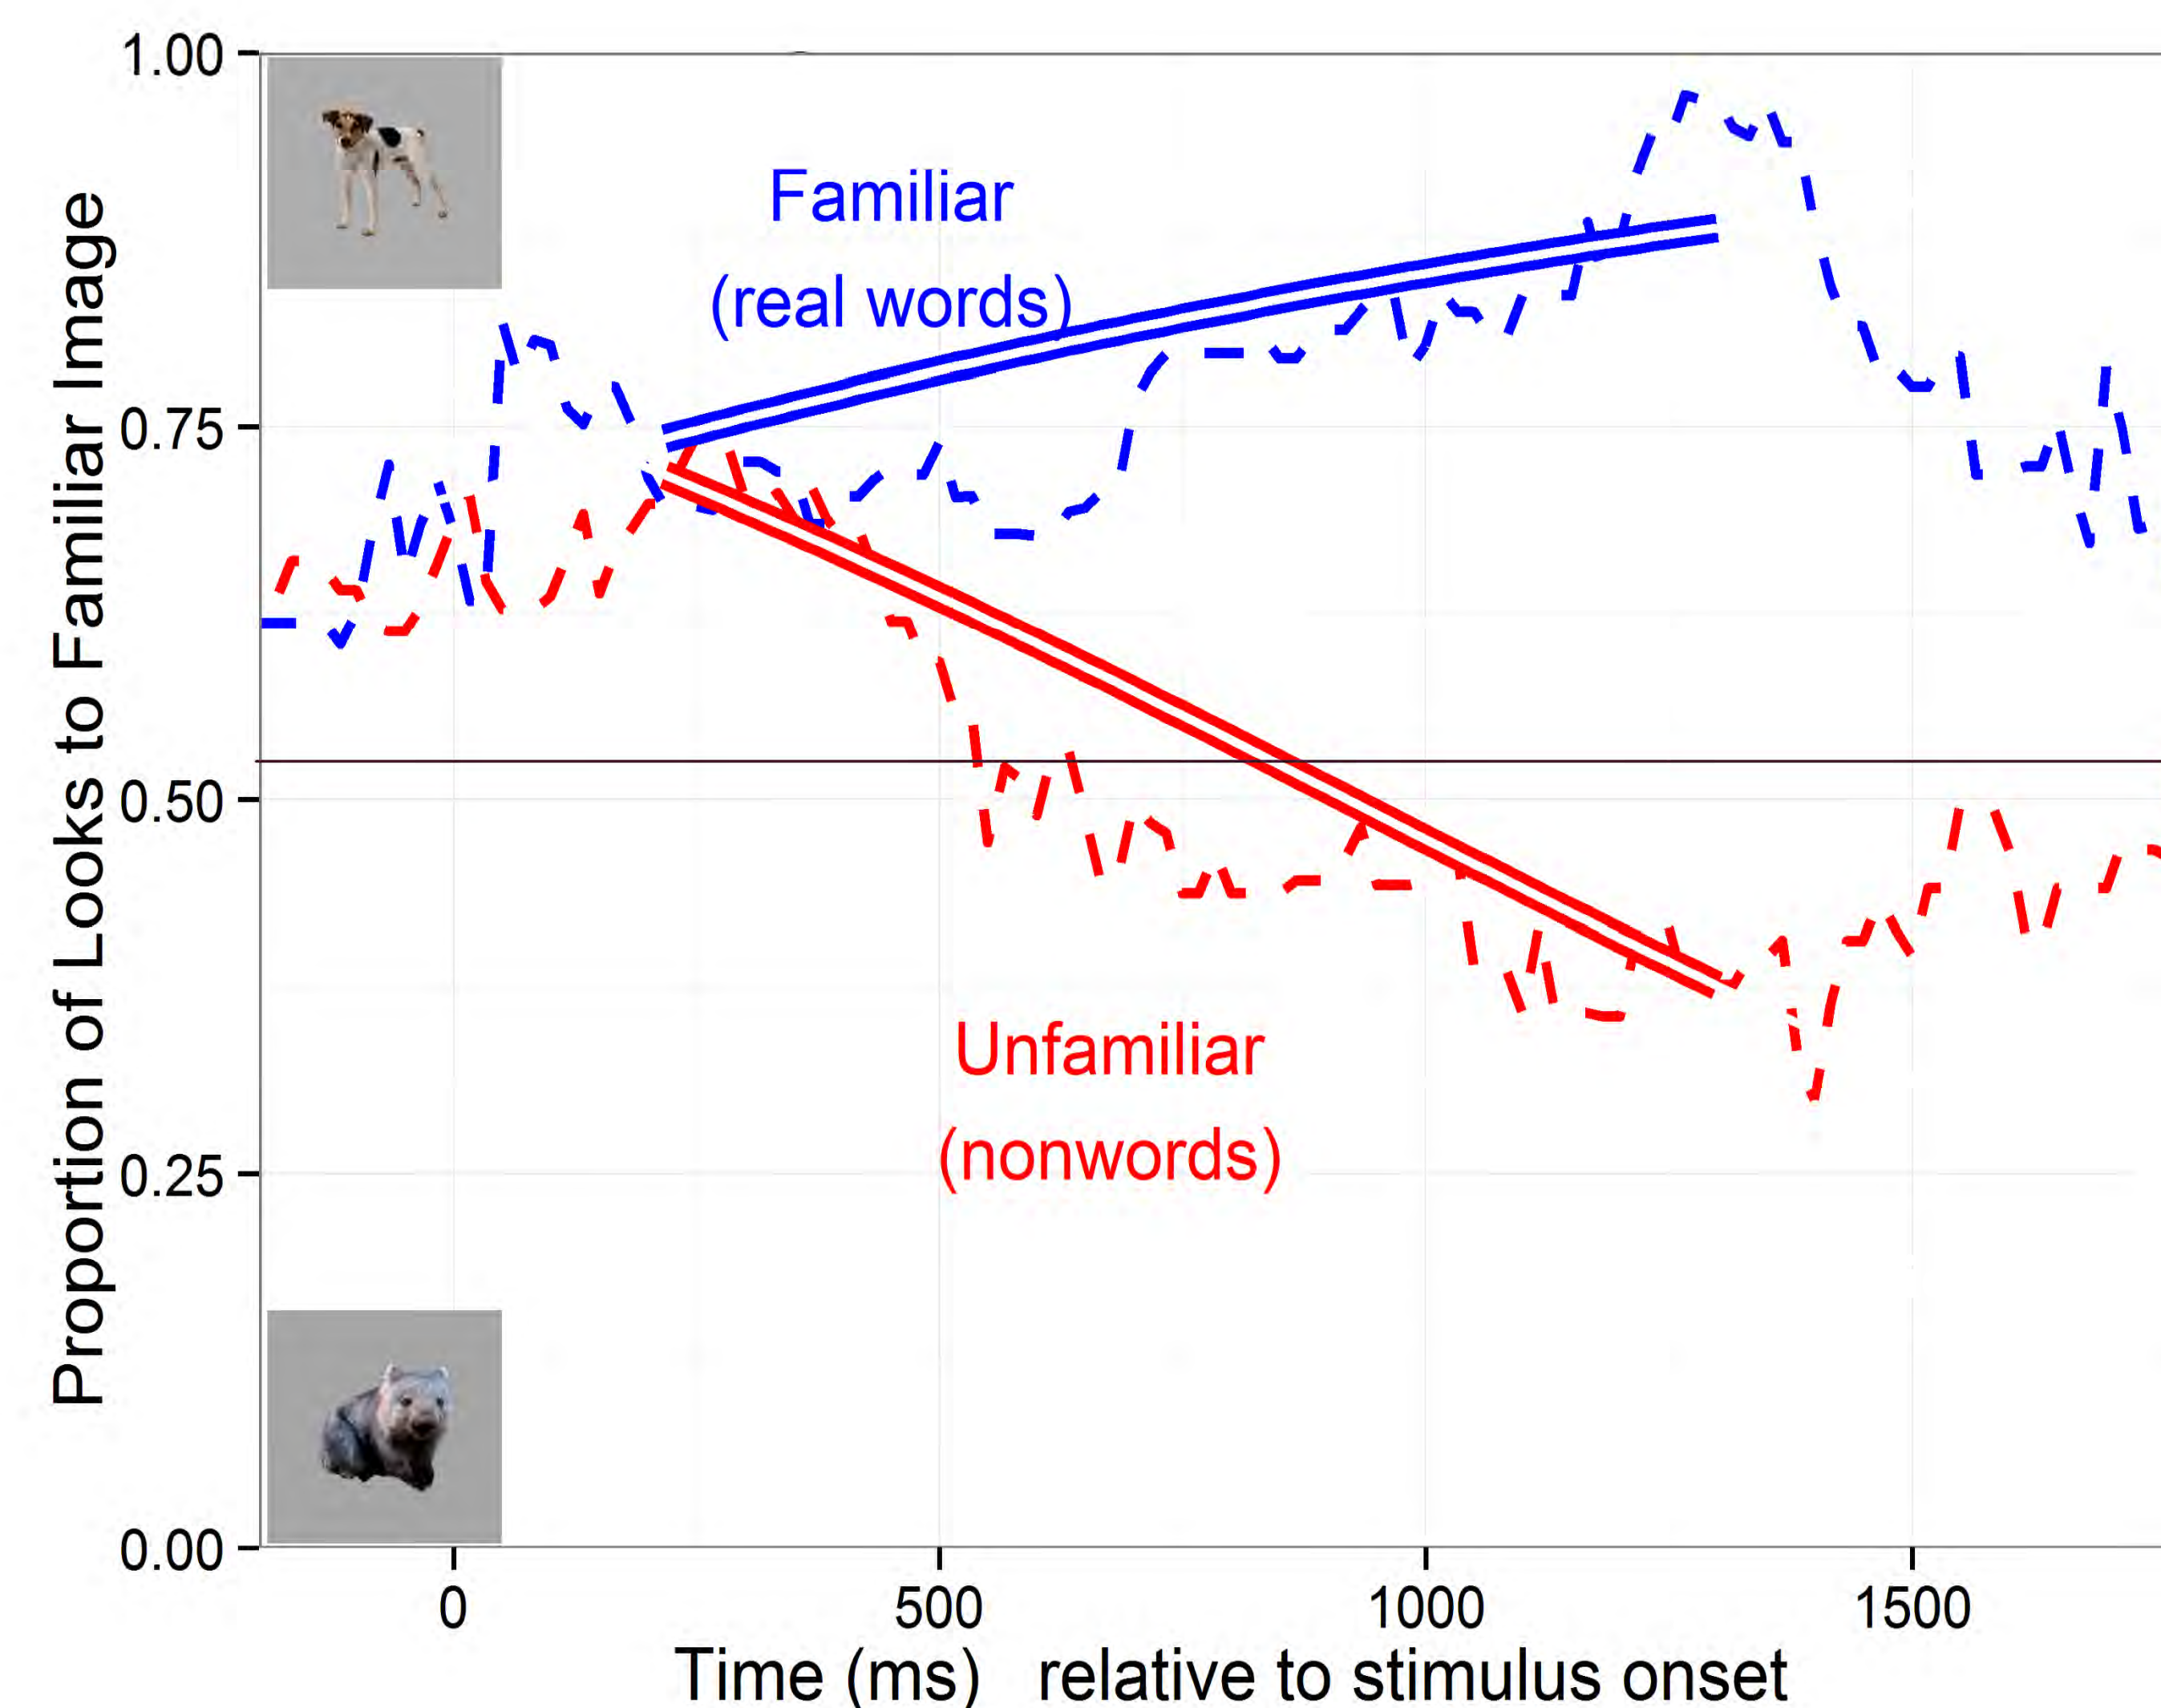 Proportion of Looks to Familiar Image
1.00
0.75
0.50
0.25
0.00
Familiar
(real words)
Unfamiliar
(nonwords)
0
500
1000
1500
Time (ms) relative to stimulus onset